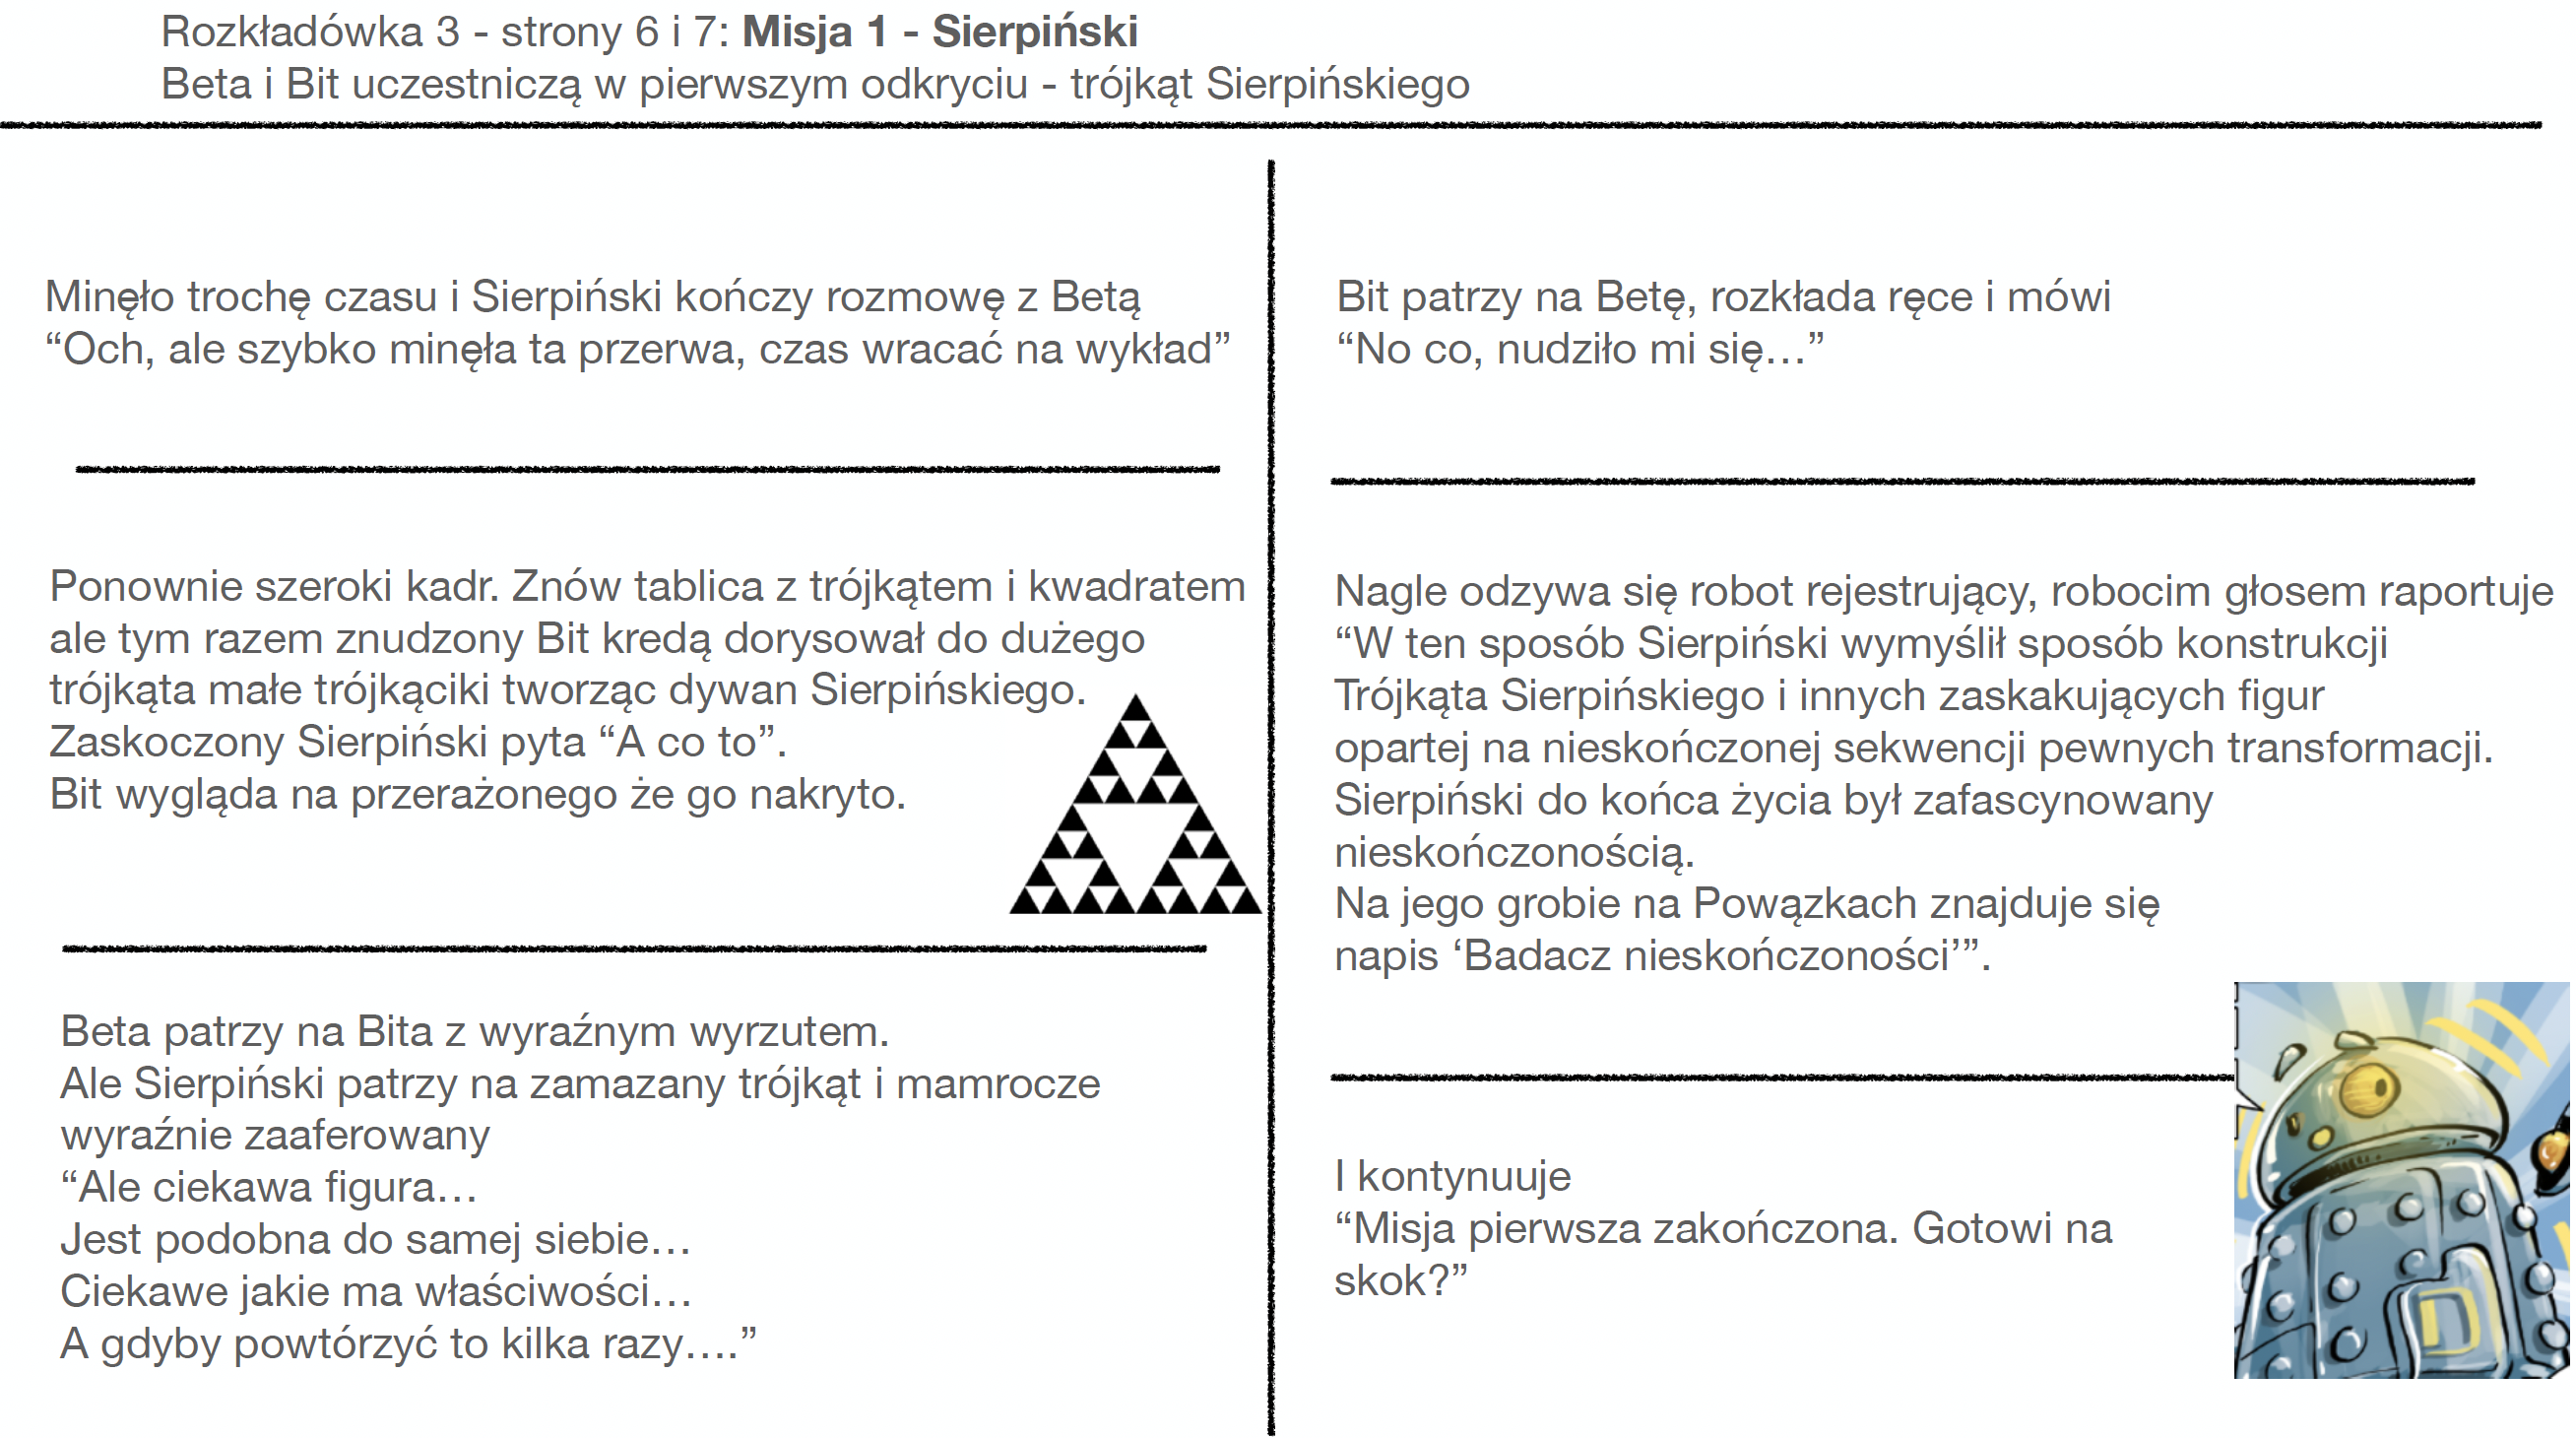 Rozkładówka 3 - strony 6 i 7: Misja 1 - Sierpiński
Beta i Bit uczestniczą w pierwszym odkryciu - trójkąt Sierpińskiego
Minęło trochę czasu i Sierpiński kończy rozmowę z Betą
“Och, ale szybko minęła ta przerwa, czas wracać na wykład”
Ponownie szeroki kadr. Znów tablica z trójkątem i kwadratem
ale tym razem znudzony Bit kredą dorysował do dużego
trójkąta małe trójkąciki tworząc dywan Sierpińskiego.
Zaskoczony Sierpiński pyta “A co to”.
Bit wygląda na przerażonego że go nakryto.
Beta patrzy na Bita z wyraźnym wyrzutem.
Ale Sierpiński patrzy na zamazany trójkąt i mamrocze
wyraźnie zaaferowany
“Ale ciekawa figura…
Jest podobna do samej siebie…
Ciekawe jakie ma właściwości…
A gdyby powtórzyć to kilka razy….”
Bit patrzy na Betę, rozkłada ręce i mówi
“No co, nudziło mi się…”
Nagle odzywa się robot rejestrujący, robocim głosem raportuje
“W ten sposób Sierpiński wymyślił sposób konstrukcji
Trójkąta Sierpińskiego i innych zaskakujących figur
opartej na nieskończonej sekwencji pewnych transformacji.
Sierpiński do końca życia był zafascynowany
nieskończonością.
Na jego grobie na Powązkach znajduje się
napis ‘Badacz nieskończoności’”.
I kontynuuje
“Misja pierwsza zakończona. Gotowi na
skok?”